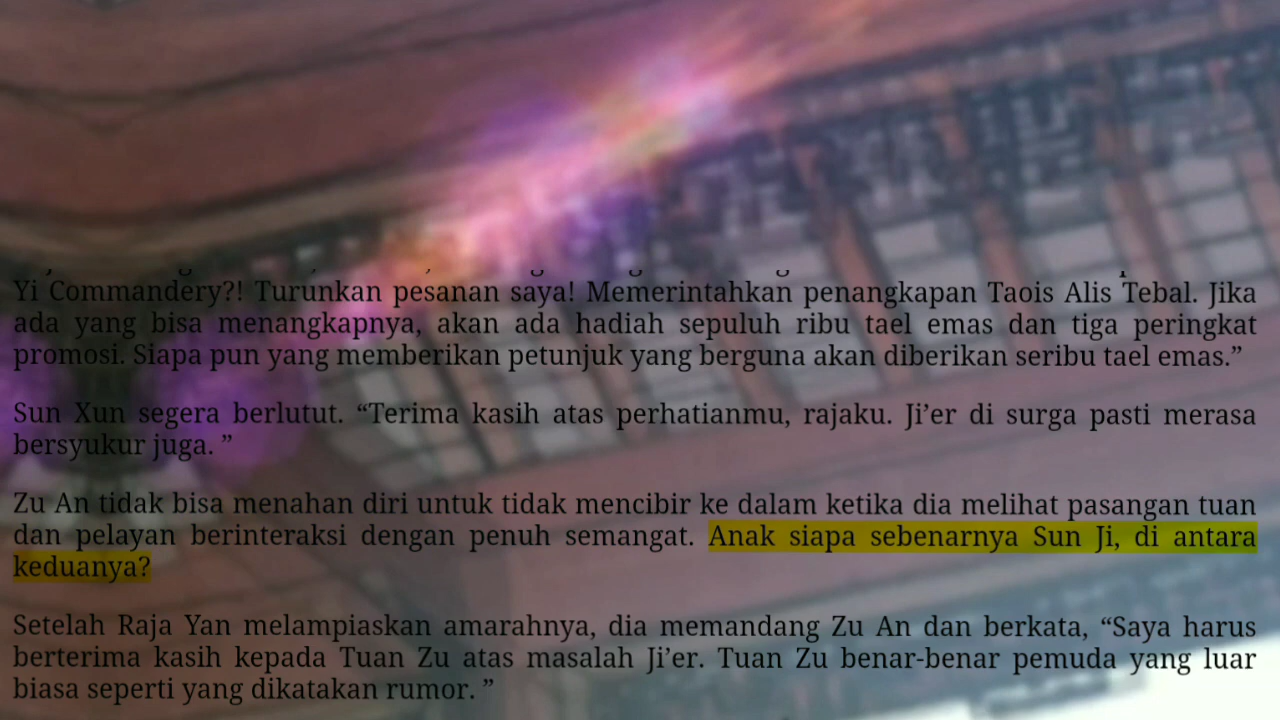 Yi Commandery?! Turunkan pesanan saya! Memerintahkan penangkapan Taois Alis Tebal. Jika
ada yang bisa menangkapnya, akan ada hadiah sepuluh ribu tael emas dan tiga peringkat
promosi. Siapa pun yang memberikan petunjuk yang berguna akan diberikan seribu tael emas.”
Sun Xun segera berlutut. “Terima kasih atas perhatianmu, rajaku. Ji’er di surga pasti merasa
bersyukur juga. ”
Zu An tidak bisa menahan diri untuk tidak mencibir ke dalam ketika dia melihat pasangan tuan
dan pelayan berinteraksi dengan penuh semangat. Anak siapa sebenarnya Sun Ji, di antara
keduanya?
Setelah Raja Yan melampiaskan amarahnya, dia memandang Zu An dan berkata, “Saya harus
berterima kasih kepada Tuan Zu atas masalah Ji’er. Tuan Zu benar-benar pemuda yang luar
biasa seperti yang dikatakan rumor. ”